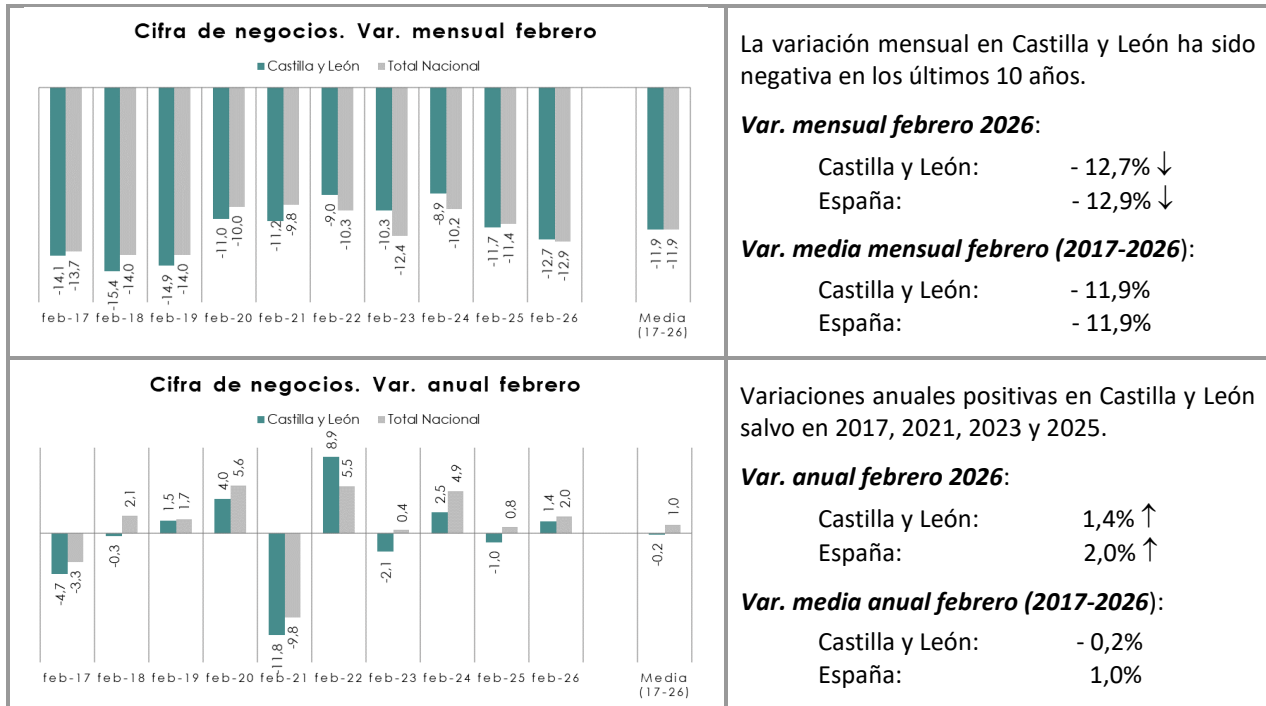 Cifra de negocios. Var. mensual febrero
Castilla y León Total Nacional
-14,1 -13,7 -15,4 -14,0 -14,9 -14,0 -11,0 -10,0 -11,2 -9,8 -9,0 -10,3 -10,3 -12,4 -8,9 -10,2 -11,7 -11,4 -12,7 -12,9 -11,9 -11,9
feb-17 feb-18 feb-19 feb-20 feb-21 feb-22 feb-23 feb-24 feb-25 feb-26 Media
(17-26)
La variación mensual en Castilla y León ha sido
negativa en los últimos 10 años.
Var. mensual febrero 2026:
Castilla y León: - 12,7% ↓
España: - 12,9% ↓
Var. media mensual febrero (2017-2026):
Castilla y León: - 11,9%
España: - 11,9%
Cifra de negocios. Var. anual febrero
Castilla y León Total Nacional
-4,7 -3,3 -0,3 2,1 1,5 1,7 4,0 5,6 -11,8 -9,8 8,9 5,5 -2,1 0,4 2,5 4,9 -1,0 0,8 1,4 2,0 -0,2 1,0
feb-17 feb-18 feb-19 feb-20 feb-21 feb-22 feb-23 feb-24 feb-25 feb-26 Media
(17-26)
Variaciones anuales positivas en Castilla y León
salvo en 2017, 2021, 2023 y 2025.
Var. anual febrero 2026:
Castilla y León: 1,4% ↑
España: 2,0% ↑
Var. media anual febrero (2017-2026):
Castilla y León: - 0,2%
España: 1,0%